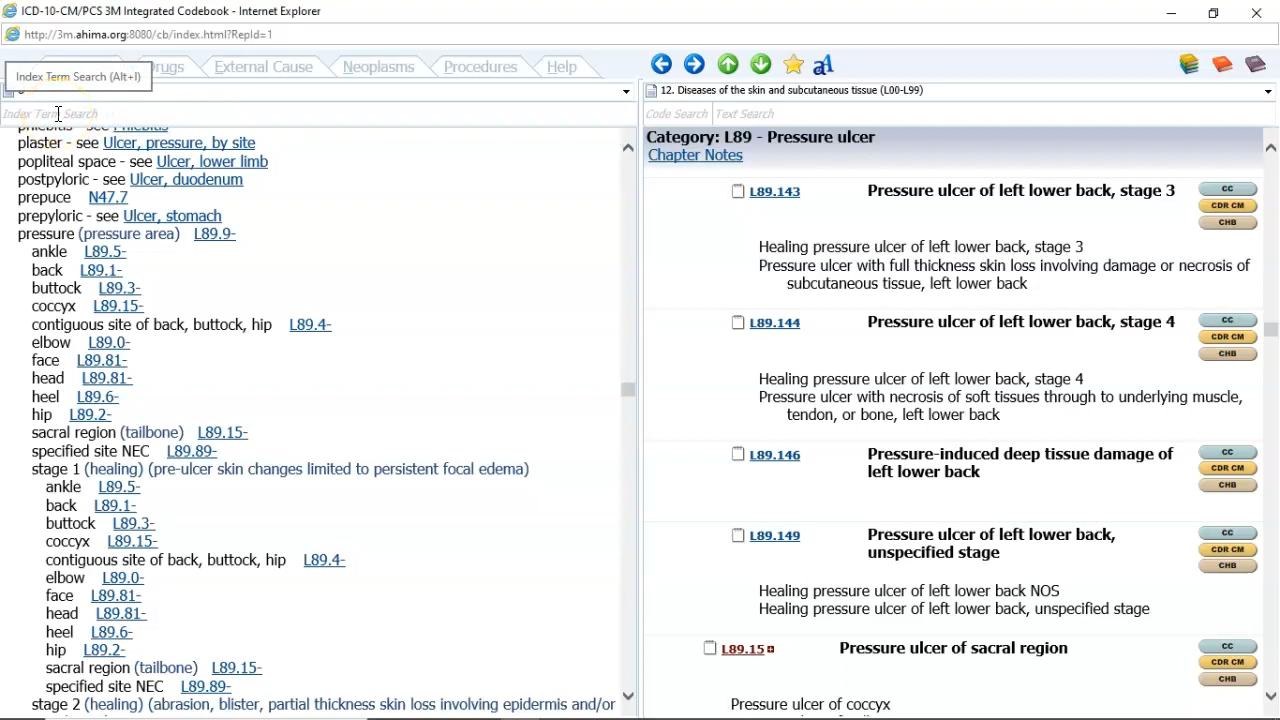 ICD-10-CM/PCS 3M Integrated Codebook - Internet Explorer
http://3m.ahima.org:8080/cb/index.html?RepId=1
Index Term Search (Alt+I)
Drugs
External Cause
Neoplasms
Procedures
Help
Index Term Search
phlebitis - see Phlebitis
plaster - see Ulcer, pressure, by site
popliteal space - see Ulcer, lower limb
postpyloric - see Ulcer, duodenum
prepuce N47.7
prepyloric - see Ulcer, stomach
pressure (pressure area) L89.9-
ankle L89.5-
back L89.1-
buttock L89.3-
coccyx L89.15-
contiguous site of back, buttock, hip L89.4-
elbow L89.0-
face L89.81-
head L89.81-
heel L89.6-
hip L89.2-
sacral region (tailbone) L89.15-
specified site NEC L89.89-
stage 1 (healing) (pre-ulcer skin changes limited to persistent focal edema)
ankle L89.5-
back L89.1-
buttock L89.3-
coccyx L89.15-
contiguous site of back, buttock, hip L89.4-
elbow L89.0-
face L89.81-
head L89.81-
heel L89.6-
hip L89.2-
sacral region (tailbone) L89.15-
specified site NEC L89.89-
stage 2 (healing) (abrasion, blister, partial thickness skin loss involving epidermis and/or
12. Diseases of the skin and subcutaneous tissue (L00-L99)
Code Search Text Search
Category: L89 - Pressure ulcer
Chapter Notes
L89.143 Pressure ulcer of left lower back, stage 3 CC
CDR CM
CHB
Healing pressure ulcer of left lower back, stage 3
Pressure ulcer with full thickness skin loss involving damage or necrosis of
subcutaneous tissue, left lower back
L89.144 Pressure ulcer of left lower back, stage 4 CC
CDR CM
CHB
Healing pressure ulcer of left lower back, stage 4
Pressure ulcer with necrosis of soft tissues through to underlying muscle,
tendon, or bone, left lower back
L89.146 Pressure-induced deep tissue damage of CC
left lower back CDR CM
CHB
L89.149 Pressure ulcer of left lower back, CC
unspecified stage CDR CM
CHB
Healing pressure ulcer of left lower back NOS
Healing pressure ulcer of left lower back, unspecified stage
L89.15 Pressure ulcer of sacral region CC
CDR CM
CHB
Pressure ulcer of coccyx